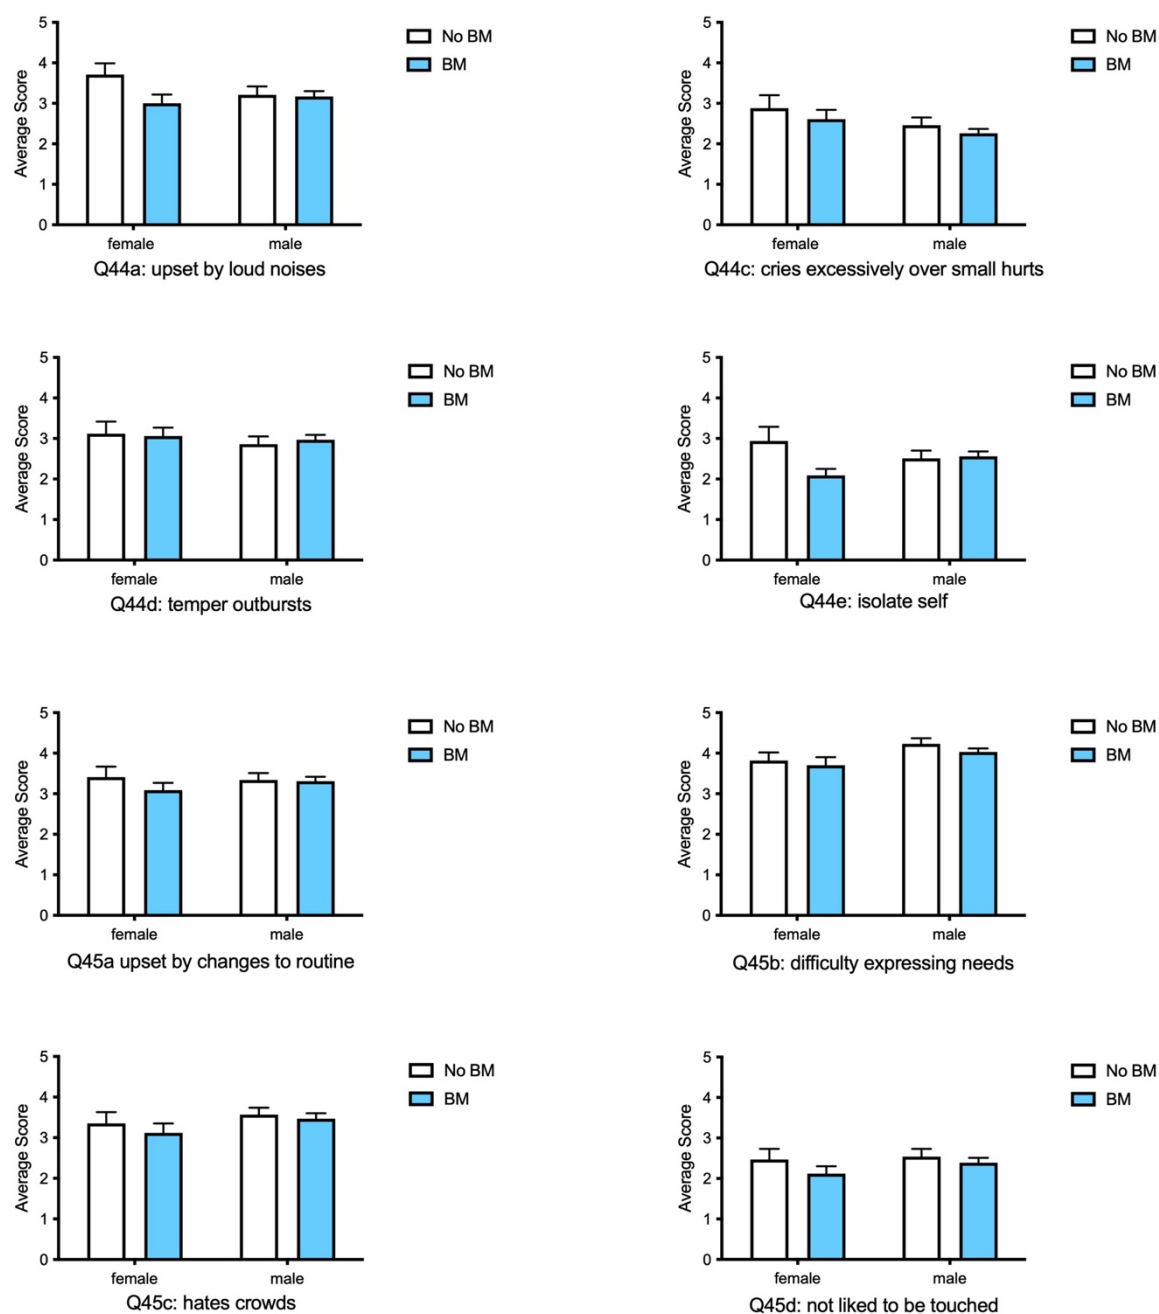 5
4
3
2
1
0
Average Score
female
male
Q44a: upset by loud noises
No BM
BM
5
4
3
2
1
0
Average Score
female
male
Q44c: cries excessively over small hurts
No BM
BM
5
4
3
2
1
0
Average Score
female
male
Q44d: temper outbursts
No BM
BM
5
4
3
2
1
0
Average Score
female
male
Q44e: isolate self
No BM
BM
5
4
3
2
1
0
Average Score
female
male
Q45a upset by changes to routine
No BM
BM
5
4
3
2
1
0
Average Score
female
male
Q45b: difficulty expressing needs
No BM
BM
5
4
3
2
1
0
Average Score
female
male
Q45c: hates crowds
No BM
BM
5
4
3
2
1
0
Average Score
female
male
Q45d: not liked to be touched
No BM
BM